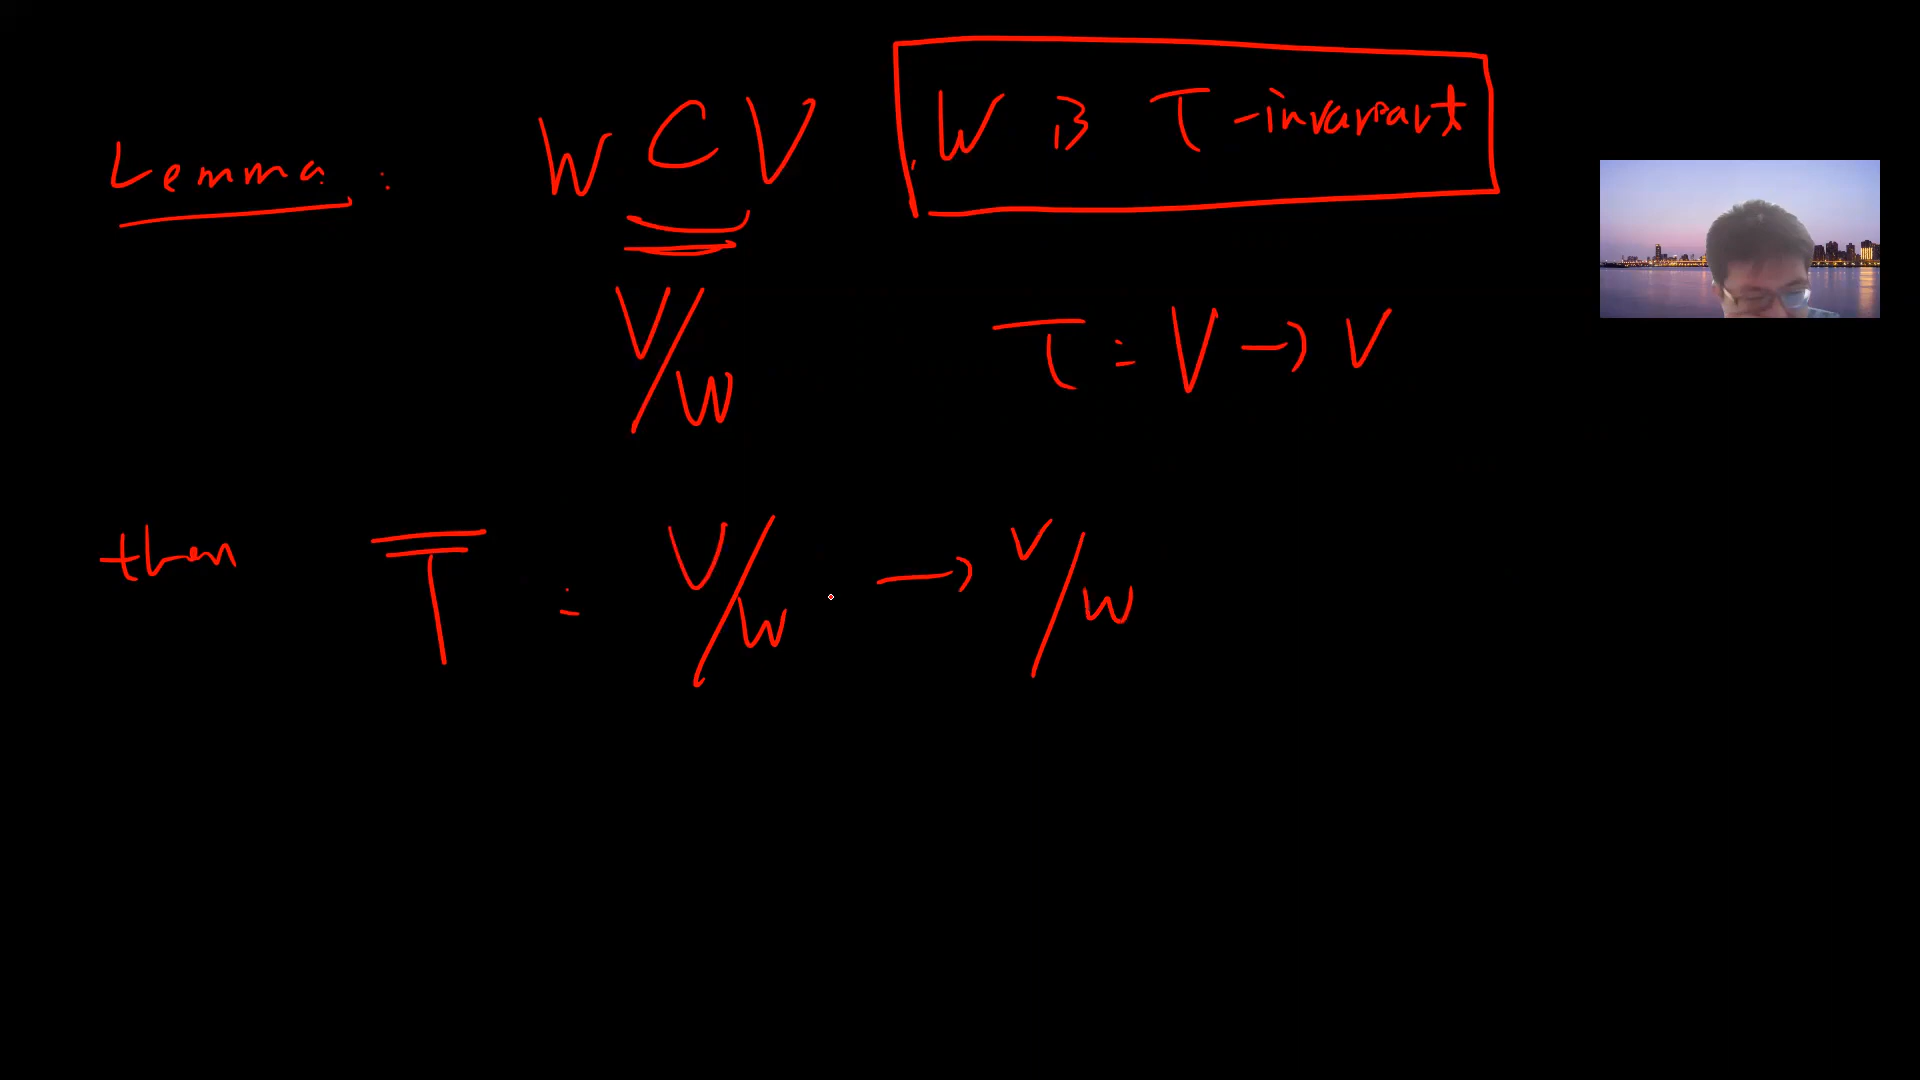 Lemma : W ⊂ V W is T-invariant
V/W T : V → V
then T̅ : V/W → V/W